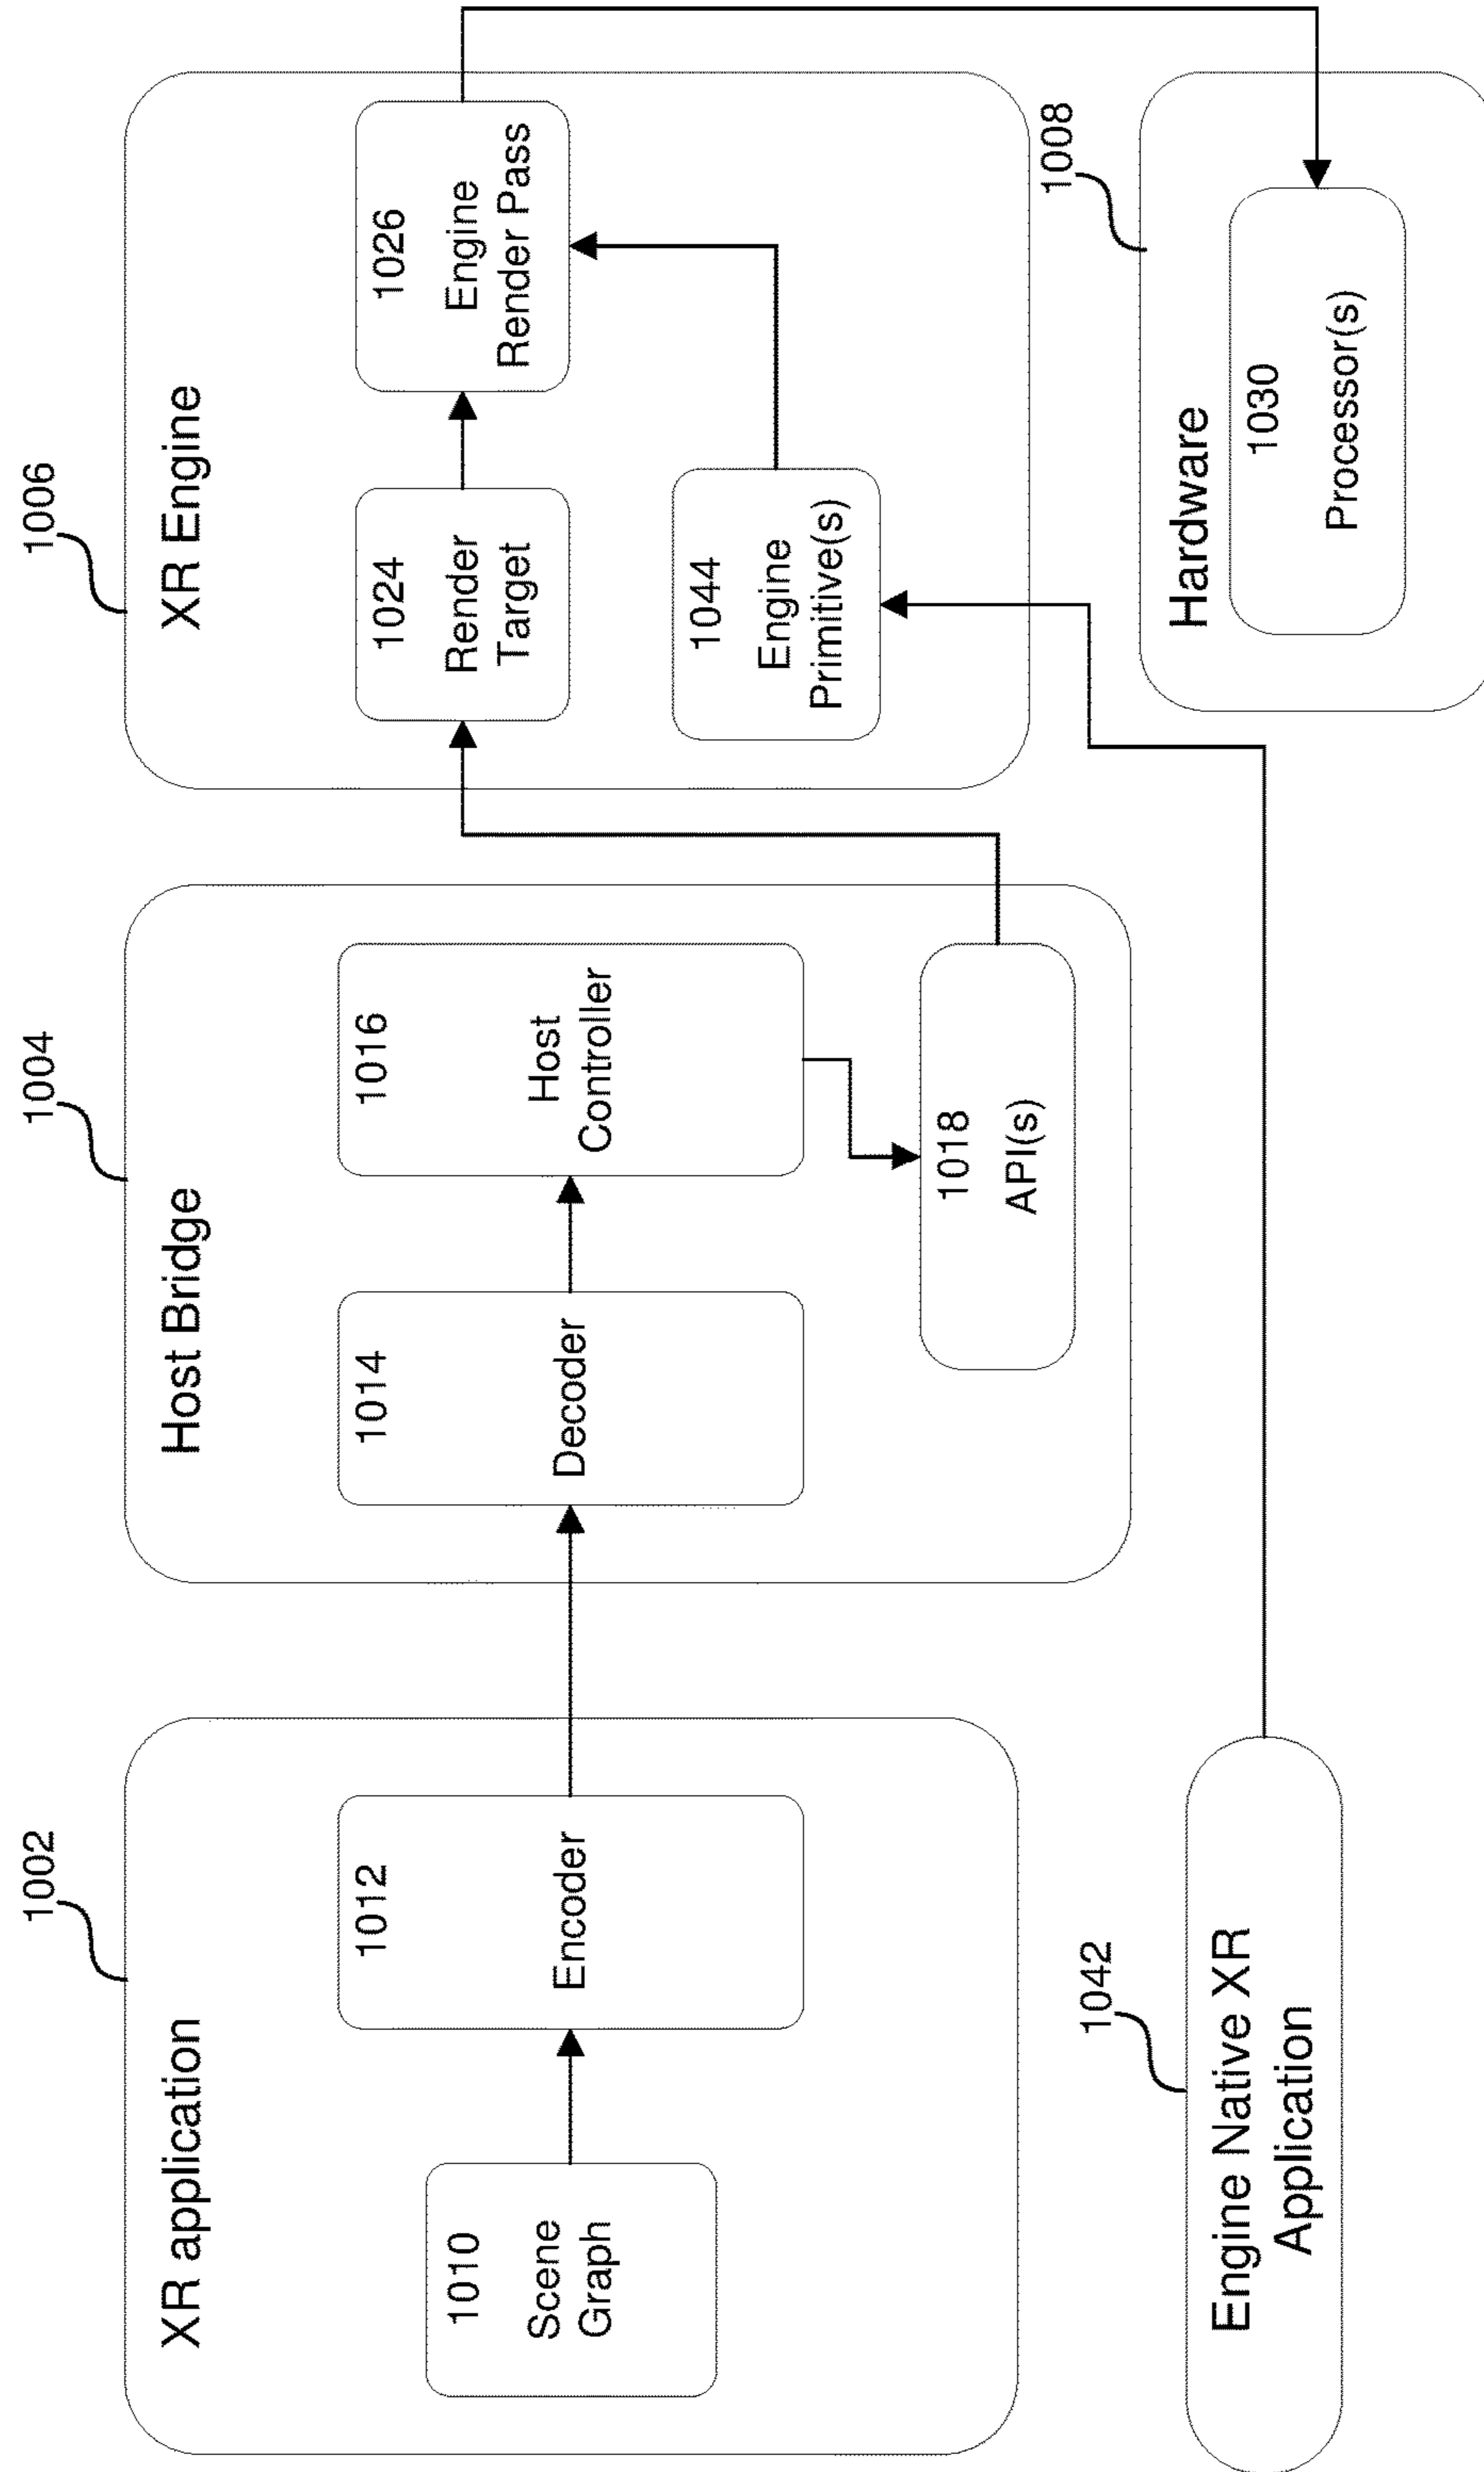 1002
XR application
1010
Scene
Graph
1012
Encoder
1004
Host Bridge
1014
Decoder
1016
Host
Controller
1018
API(s)
1006
XR Engine
1024
Render
Target
1026
Engine
Render Pass
1044
Engine
Primitive(s)
1042
Engine Native XR
Application
1008
Hardware
1030
Processor(s)